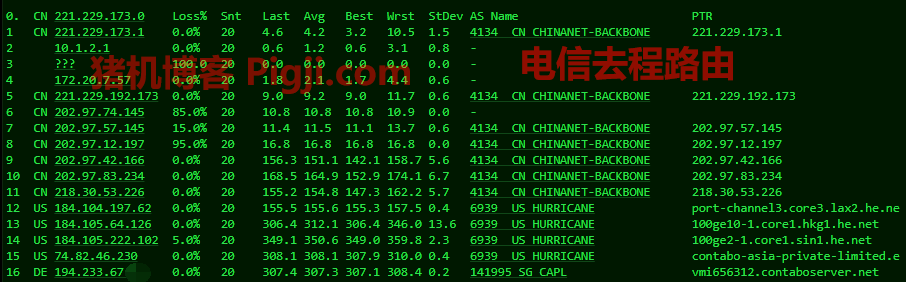 0. CN 221.229.173.0 Loss% Snt Last Avg Best Wrst StDev AS Name PTR
1 CN 221.229.173.1 0.0% 20 4.6 4.2 3.2 10.5 1.5 4134 CN CHINANET-BACKBONE 221.229.173.1
2 10.1.2.1 0.0% 20 0.6 1.2 0.6 3.1 0.8 -
3 ??? 100.0 20 0.0 0.0 0.0 0.0 0.0 -
猪机博客 Pigji.com 电信去程路由
4 172.20.7.57 0.0% 20 1.8 2.1 1.7 4.4 0.6 -
5 CN 221.229.192.173 0.0% 20 9.0 9.2 9.0 11.7 0.6 4134 CN CHINANET-BACKBONE 221.229.192.173
6 CN 202.97.74.145 85.0% 20 10.8 10.8 10.8 10.9 0.0 -
7 CN 202.97.57.145 15.0% 20 11.4 11.5 11.1 13.7 0.6 4134 CN CHINANET-BACKBONE 202.97.57.145
8 CN 202.97.12.197 95.0% 20 16.8 16.8 16.8 16.8 0.0 4134 CN CHINANET-BACKBONE 202.97.12.197
9 CN 202.97.42.166 0.0% 20 156.3 151.1 142.1 158.7 5.6 4134 CN CHINANET-BACKBONE 202.97.42.166
10 CN 202.97.83.234 0.0% 20 168.5 164.9 152.9 174.1 6.7 4134 CN CHINANET-BACKBONE 202.97.83.234
11 CN 218.30.53.226 0.0% 20 155.2 154.8 147.3 162.2 5.7 4134 CN CHINANET-BACKBONE 218.30.53.226
12 US 184.104.197.62 0.0% 20 155.5 155.6 155.3 157.5 0.4 6939 US HURRICANE port-channel3.core3.lax2.he.ne
13 US 184.105.64.126 0.0% 20 306.4 312.1 306.4 346.0 13.6 6939 US HURRICANE 100ge10-1.core1.hkg1.he.net
14 US 184.105.222.102 5.0% 20 349.1 350.6 349.0 359.8 2.3 6939 US HURRICANE 100ge2-1.core1.sin1.he.net
15 US 74.82.46.230 0.0% 20 308.1 308.1 307.9 310.0 0.4 6939 US HURRICANE contabo-asia-private-limited.e
16 DE 194.233.67 0.0% 20 307.4 307.3 307.1 308.4 0.2 141995 SG CAPL vmi656312.contaboserver.net